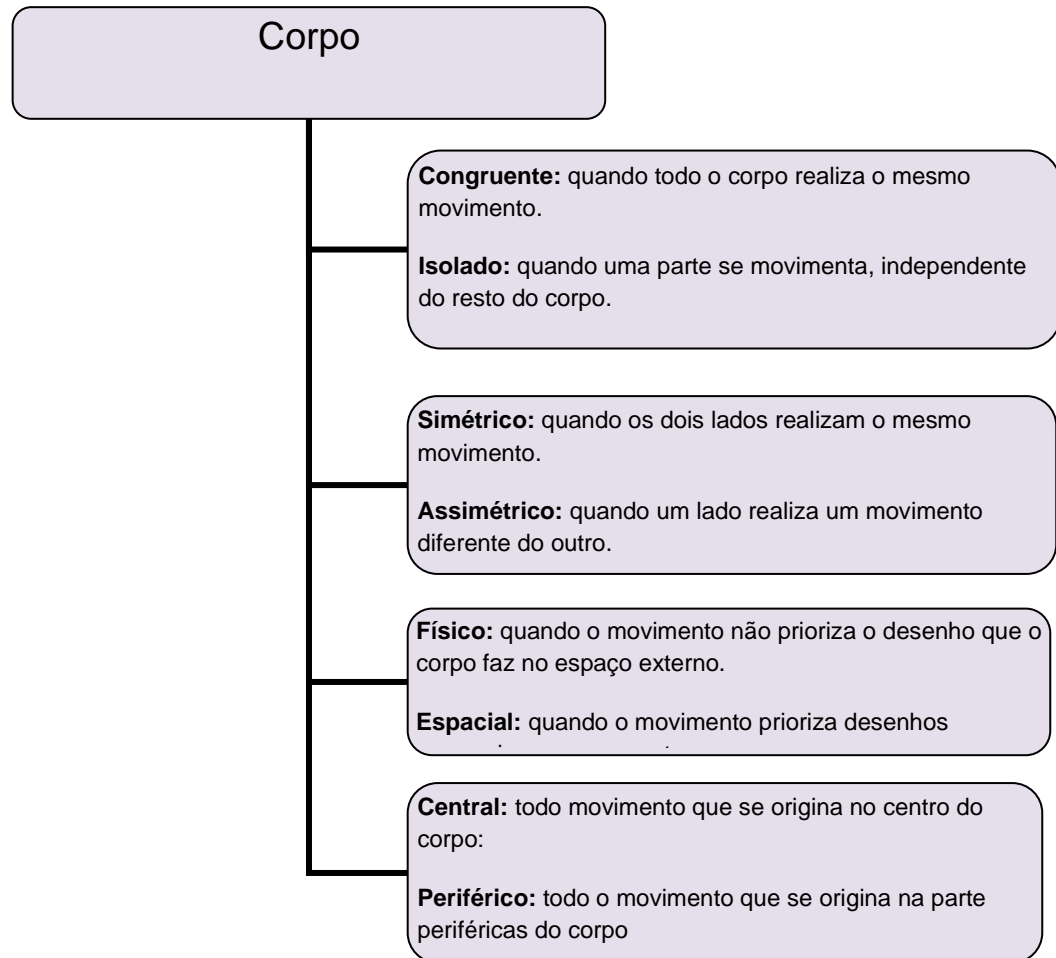 Corpo
Congruente: quando todo o corpo realiza o mesmo
movimento.
Isolado: quando uma parte se movimenta, independente
do resto do corpo.
Simétrico: quando os dois lados realizam o mesmo
movimento.
Assimétrico: quando um lado realiza um movimento
diferente do outro.
Físico: quando o movimento não prioriza o desenho que o
corpo faz no espaço externo.
Espacial: quando o movimento prioriza desenhos
Central: todo movimento que se origina no centro do
corpo:
Periférico: todo o movimento que se origina na parte
periféricas do corpo